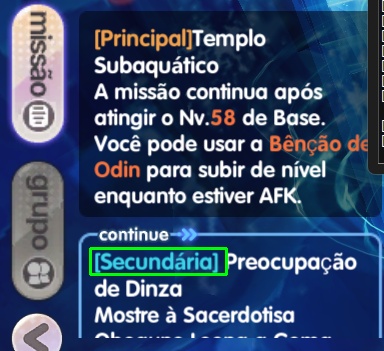 missão
grupo
[Principal]Templo
Subaquático
A missão continua após
atingir o Nv.58 de Base.
Você pode usar a Bênção de
Odin para subir de nível
enquanto estiver AFK.
continue
[Secundária] Preocupação
de Dinza
Mostre à Sacerdotisa